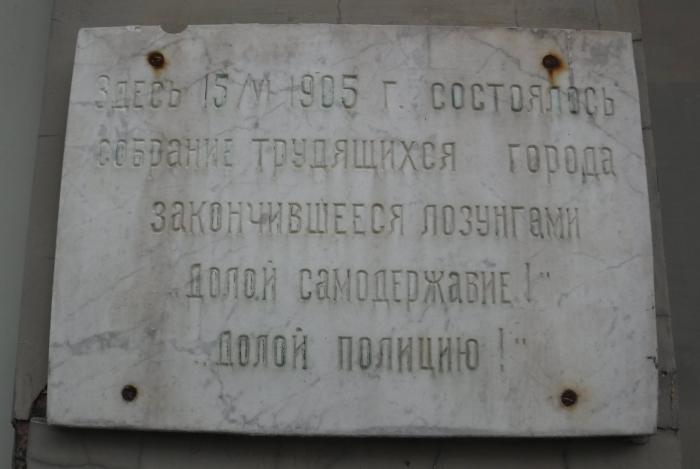 Здесь 15/VI 1905 г. состоялось
собрание трудящихся города
закончившееся лозунгами
„Долой самодержавие!“
„Долой полицию!“